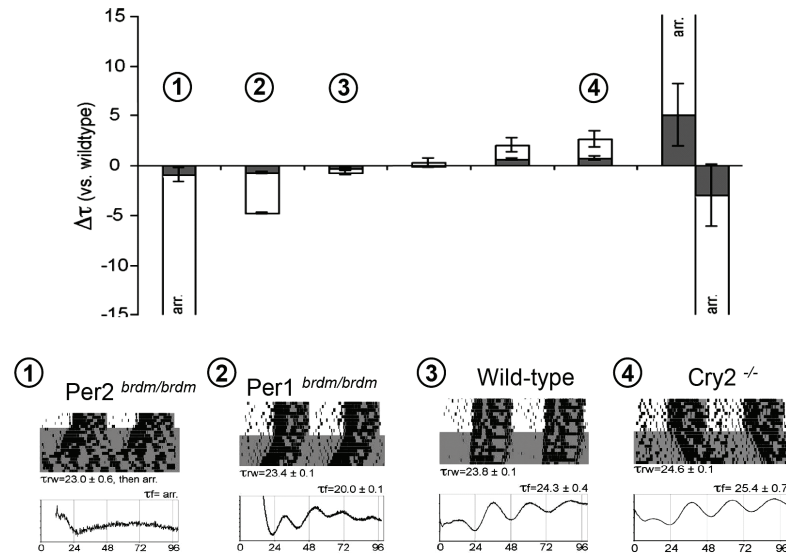 15
10
5
0
-5
-10
-15
Δτ (vs. wildtype)
1
2
3
4
arr.
arr.
arr.
1
Per2 brdm/brdm
τrw=23.0 ± 0.6, then arr.
τf= arr.
0 24 48 72 96
2
Per1 brdm/brdm
τrw=23.4 ± 0.1
τf=20.0 ± 0.1
0 24 48 72 96
3
Wild-type
τrw=23.8 ± 0.1
τf=24.3 ± 0.4
0 24 48 72 96
4
Cry2 -/-
τrw=24.6 ± 0.1
τf= 25.4 ± 0.7
0 24 48 72 96